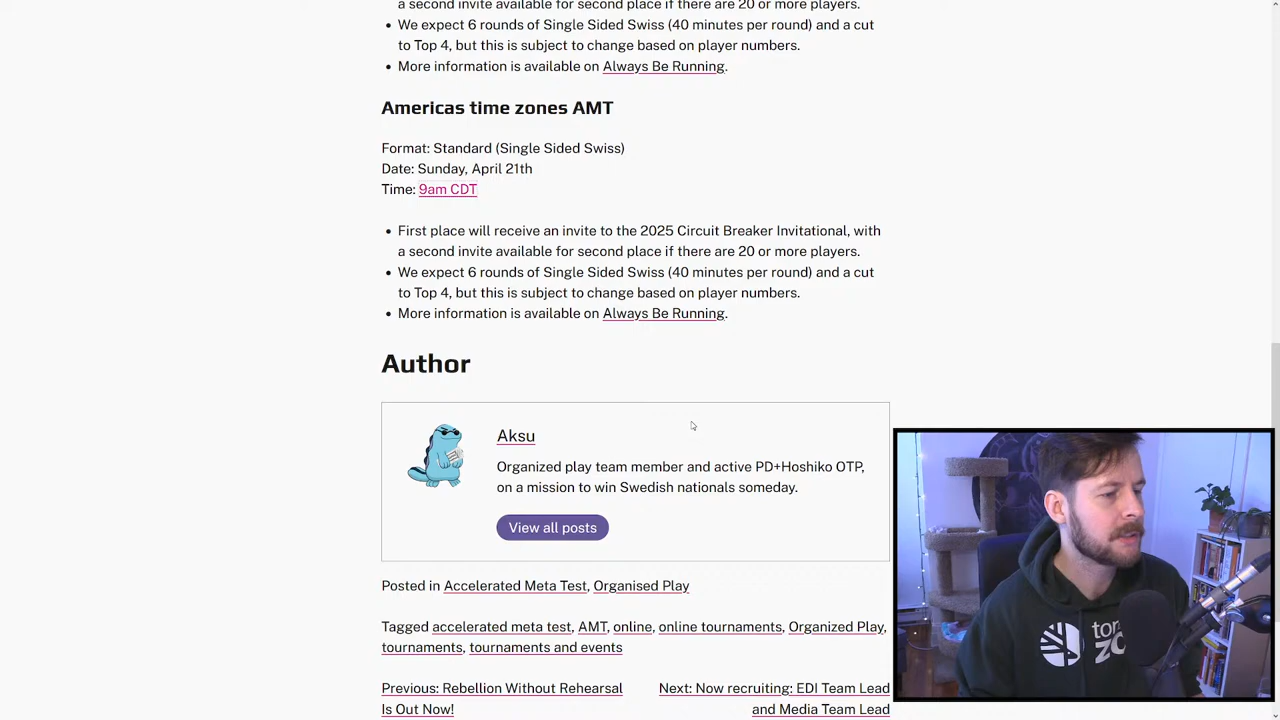 a second invite available for second place if there are 20 or more players.
• We expect 6 rounds of Single Sided Swiss (40 minutes per round) and a cut
to Top 4, but this is subject to change based on player numbers.
• More information is available on Always Be Running.
Americas time zones AMT
Format: Standard (Single Sided Swiss)
Date: Sunday, April 21th
Time: 9am CDT
• First place will receive an invite to the 2025 Circuit Breaker Invitational, with
a second invite available for second place if there are 20 or more players.
• We expect 6 rounds of Single Sided Swiss (40 minutes per round) and a cut
to Top 4, but this is subject to change based on player numbers.
• More information is available on Always Be Running.
Author
Aksu
Organized play team member and active PD+Hoshiko OTP,
on a mission to win Swedish nationals someday.
View all posts
Posted in Accelerated Meta Test, Organised Play
Tagged accelerated meta test, AMT, online, online tournaments, Organized Play,
tournaments, tournaments and events
Previous: Rebellion Without Rehearsal
Is Out Now!
Next: Now recruiting: EDI Team Lead
and Media Team Lead